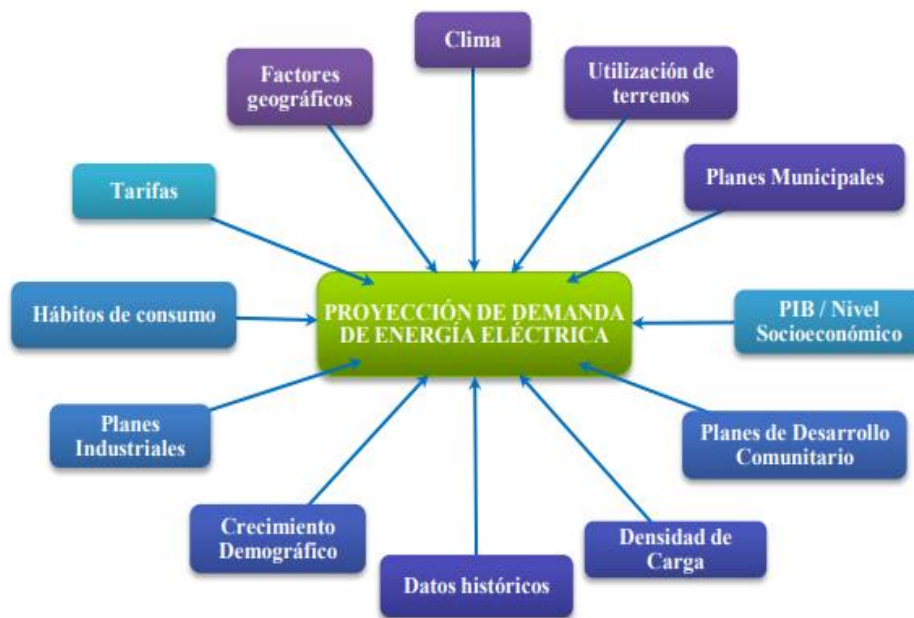 Clima
Factores
geográficos
Utilización de
terrenos
Planes Municipales
Tarifas
PROYECCIÓN DE DEMANDA
DE ENERGÍA ELÉCTRICA
Hábitos de consumo
PIB / Nivel
Socioeconómico
Planes
Industriales
Planes de Desarrollo
Comunitario
Crecimiento
Demográfico
Datos históricos
Densidad de
Carga